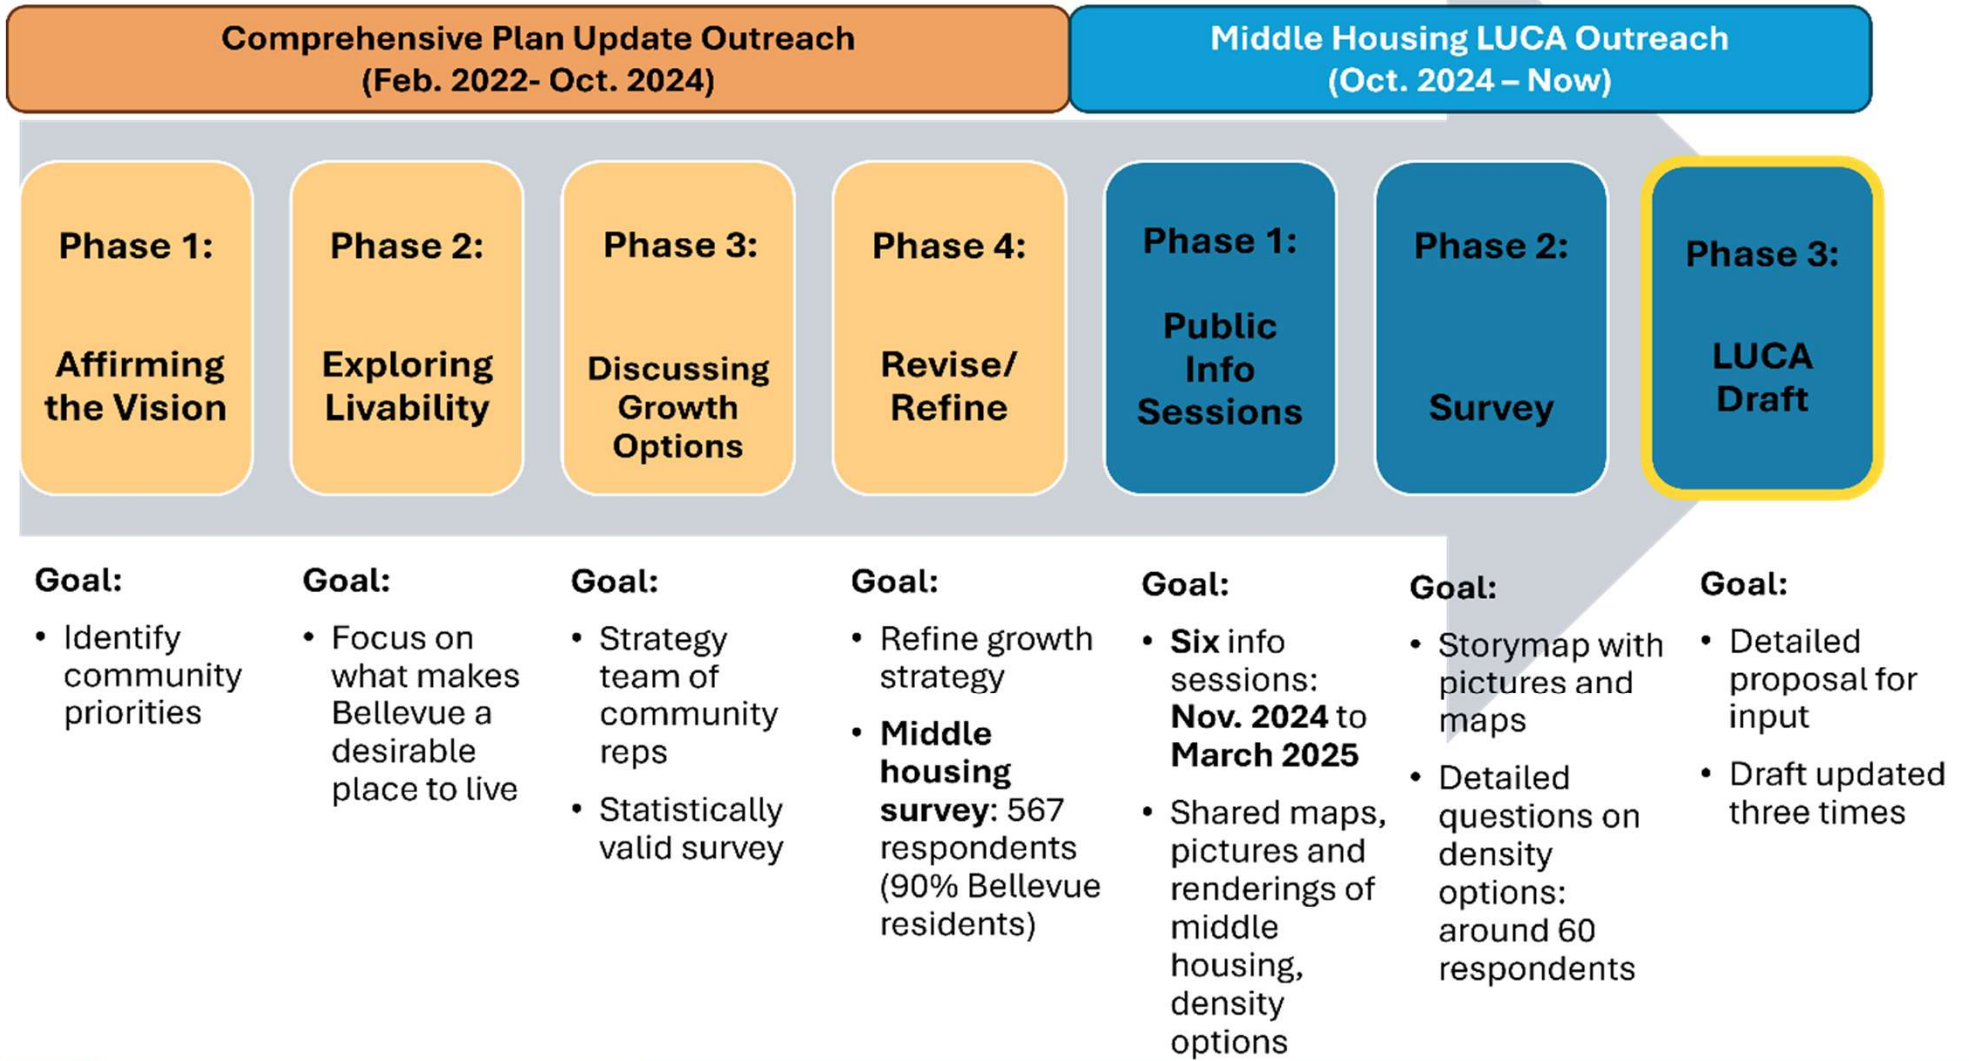 Comprehensive Plan Update Outreach
(Feb. 2022- Oct. 2024)
Middle Housing LUCA Outreach
(Oct. 2024 – Now)
Phase 1:
Affirming
the Vision
Phase 2:
Exploring
Livability
Phase 3:
Discussing
Growth
Options
Phase 4:
Revise/
Refine
Phase 1:
Public
Info
Sessions
Phase 2:
Survey
Phase 3:
LUCA
Draft
Goal:
• Identify
community
priorities
Goal:
• Focus on
what makes
Bellevue a
desirable
place to live
Goal:
• Strategy
team of
community
reps
• Statistically
valid survey
Goal:
• Refine growth
strategy
• Middle
housing
survey: 567
respondents
(90% Bellevue
residents)
Goal:
• Six info
sessions:
Nov. 2024 to
March 2025
• Shared maps,
pictures and
renderings of
middle
housing,
density
options
Goal:
• Storymap with
pictures and
maps
• Detailed
questions on
density
options:
around 60
respondents
Goal:
• Detailed
proposal for
input
• Draft updated
three times